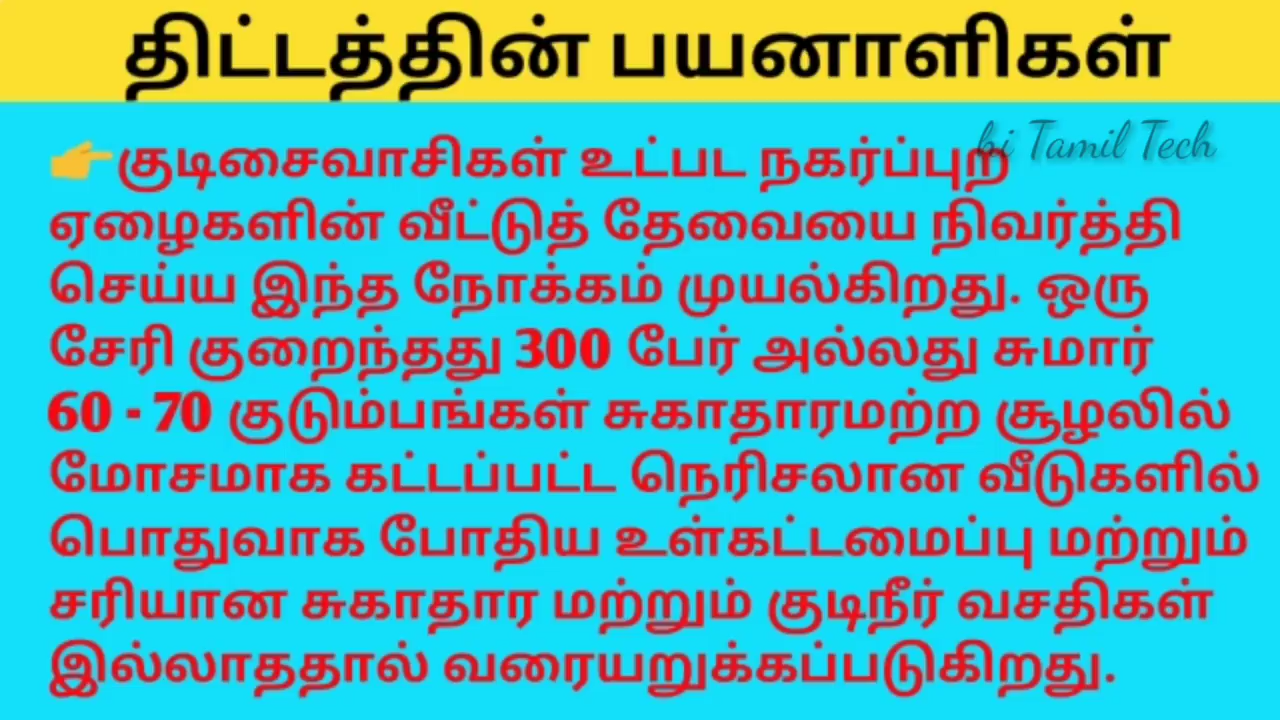 திட்டத்தின் பயனாளிகள்
bi Tamil Tech
👉குடிசைவாசிகள் உட்பட நகர்ப்புற
ஏழைகளின் வீட்டுத் தேவையை நிவர்த்தி
செய்ய இந்த நோக்கம் முயல்கிறது. ஒரு
சேரி குறைந்தது 300 பேர் அல்லது சுமார்
60 - 70 குடும்பங்கள் சுகாதாரமற்ற சூழலில்
மோசமாக கட்டப்பட்ட நெரிசலான வீடுகளில்
பொதுவாக போதிய உள்கட்டமைப்பு மற்றும்
சரியான சுகாதார மற்றும் குடிநீர் வசதிகள்
இல்லாததால் வரையறுக்கப்படுகிறது.